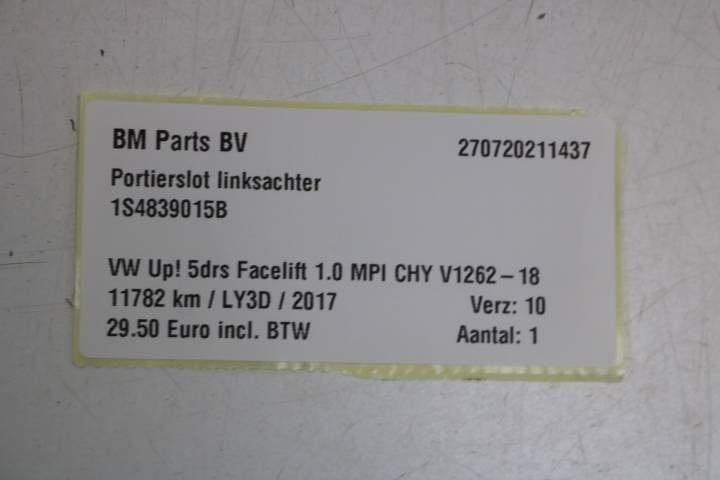 BM Parts BV 270720211437
Portierslot linksachter
1S4839015B
VW Up! 5drs Facelift 1.0 MPI CHY V1262-18
11782 km / LY3D / 2017 Verz: 10
29.50 Euro incl. BTW Aantal: 1